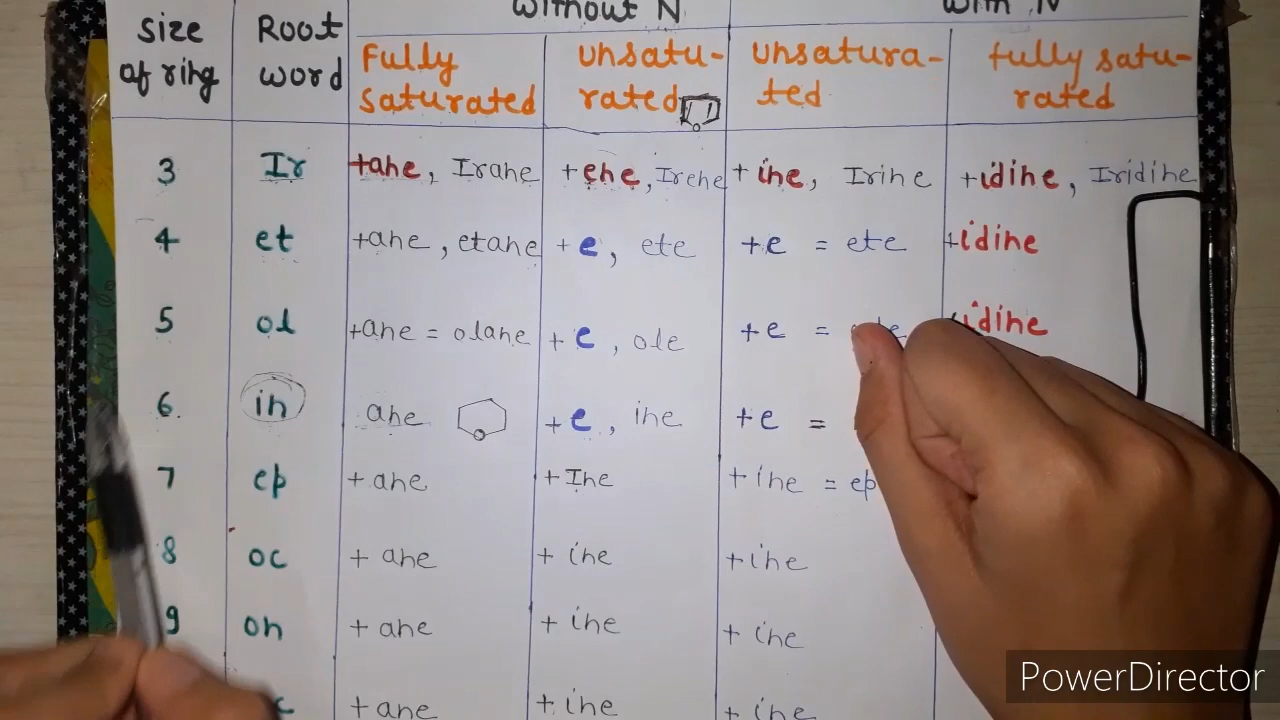 Without N With N
Size of ring Root word Fully saturated unsaturated unsaturated fully saturated
3 Ir +ane, Irane +ene, Irene +ine, Irine +idine, Iridine
4 et +ane, etane +e, ete +e = ete +idine
5 ol +ane = olane +e, ole +e = +idine
6. in ane +e, ine +e =
7 ep +ane +Ine +ine = ep
8 oc + ane + ine +ine
9 on + ane + ine + ine
+ ane + ine + ine
PowerDirector